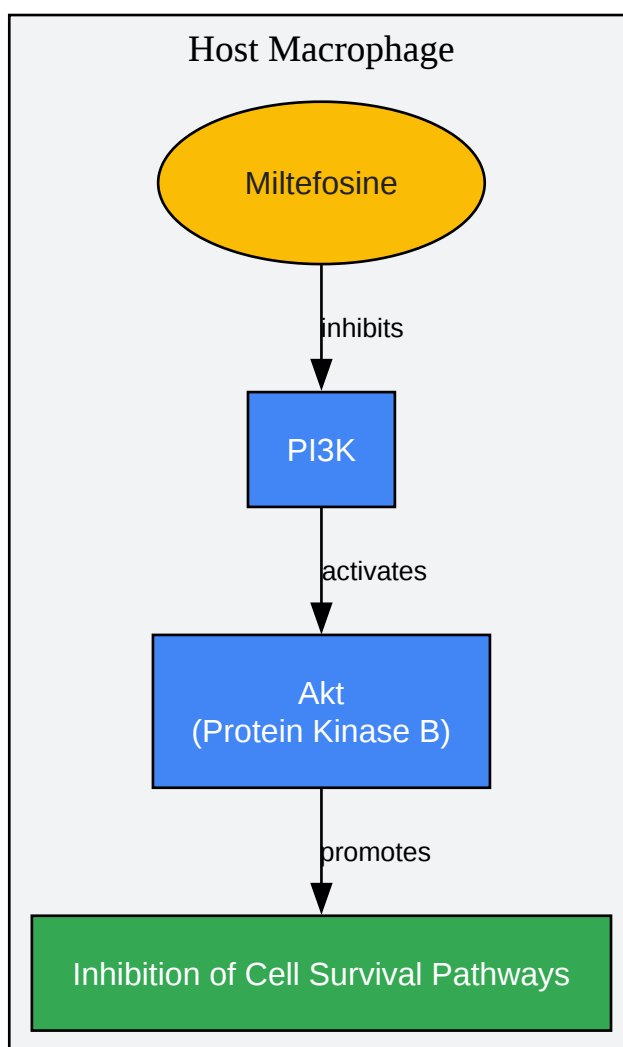 Host Macrophage
Miltefosine
inhibits
PI3K
activates
Akt
(Protein Kinase B)
promotes
Inhibition of Cell Survival Pathways